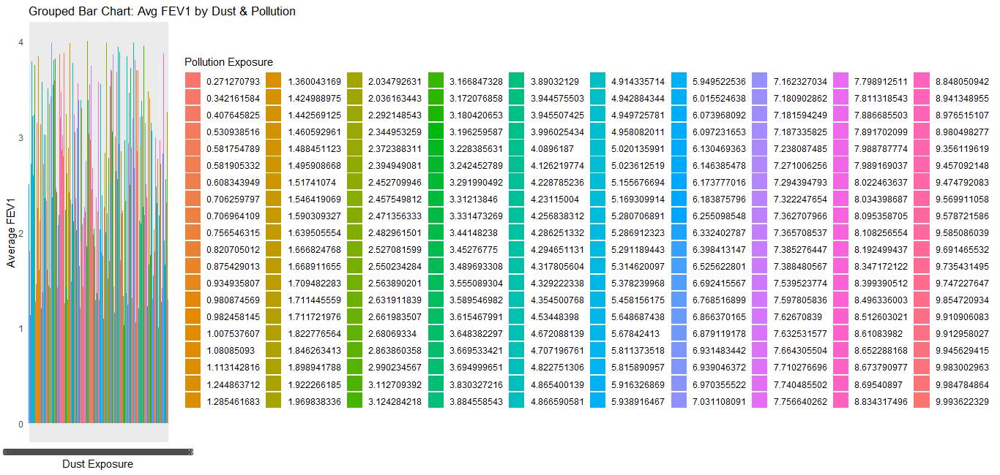 Grouped Bar Chart: Avg FEV1 by Dust & Pollution
4
3
2
1
0
Average FEV1
Dust Exposure
Pollution Exposure
0.271270793 1.360043169 2.034792631 3.166847328 3.89032129 4.914335714 5.949522536 7.162327034 7.798912511 8.848050942
0.342161584 1.424988975 2.036163443 3.172076858 3.944575503 4.942884344 6.015524638 7.180902862 7.811318543 8.941348955
0.407645825 1.442569125 2.292148543 3.180420653 3.945507425 4.949725781 6.073968092 7.181594249 7.886685503 8.976515107
0.530938516 1.460592961 2.344953259 3.196259587 3.996025434 4.958082011 6.097231653 7.187335825 7.891702099 8.980498277
0.581754789 1.488451123 2.372388311 3.228385631 4.0896187 5.020135991 6.130469363 7.238087485 7.988787774 9.356119619
0.581905332 1.495908668 2.394949081 3.242452789 4.126219774 5.023612519 6.146385478 7.271006256 7.989169037 9.457092148
0.608343949 1.51741074 2.452709946 3.291990492 4.228785236 5.155676694 6.173777016 7.294394793 8.022463637 9.474792083
0.706259797 1.546419069 2.457549812 3.31213846 4.23115004 5.169309914 6.183875796 7.322247654 8.034398687 9.569911058
0.706964109 1.590309327 2.471356333 3.331473269 4.256838312 5.280706891 6.255098548 7.362707966 8.095358705 9.578721586
0.756546315 1.639505554 2.482961501 3.44148238 4.286251332 5.286912323 6.332402787 7.365708537 8.108256554 9.585086039
0.820705012 1.666824768 2.527081599 3.45276775 4.294651131 5.291189443 6.398413147 7.385276447 8.192499437 9.691465532
0.875429013 1.668911655 2.550234284 3.489693308 4.317805604 5.314620097 6.525622801 7.388480567 8.347172122 9.735431495
0.934935807 1.709482283 2.563890201 3.555089304 4.329222338 5.378239968 6.692415567 7.539523774 8.399390512 9.747227647
0.980874569 1.711445559 2.631911839 3.589546982 4.354500768 5.458156175 6.768516899 7.597805836 8.496336003 9.854720934
0.982458145 1.711721976 2.661983507 3.615467991 4.53448398 5.648687438 6.866370165 7.62670839 8.512603021 9.910906083
1.007537607 1.822776564 2.68069334 3.648382297 4.672088139 5.67842413 6.879119178 7.632531577 8.61083982 9.912958027
1.08085093 1.846263413 2.863860358 3.669533421 4.707196761 5.811373518 6.931483442 7.664305504 8.652288168 9.945629415
1.113142816 1.898941788 2.990234567 3.694999651 4.822751306 5.815890957 6.939046372 7.710276696 8.673790977 9.983002963
1.244863712 1.922266185 3.112709392 3.830327216 4.865400139 5.916326869 6.970355522 7.740485502 8.69540897 9.984784864
1.285461683 1.969838336 3.124284218 3.884558543 4.866590581 5.938916467 7.031108091 7.756640262 8.834317496 9.993622329